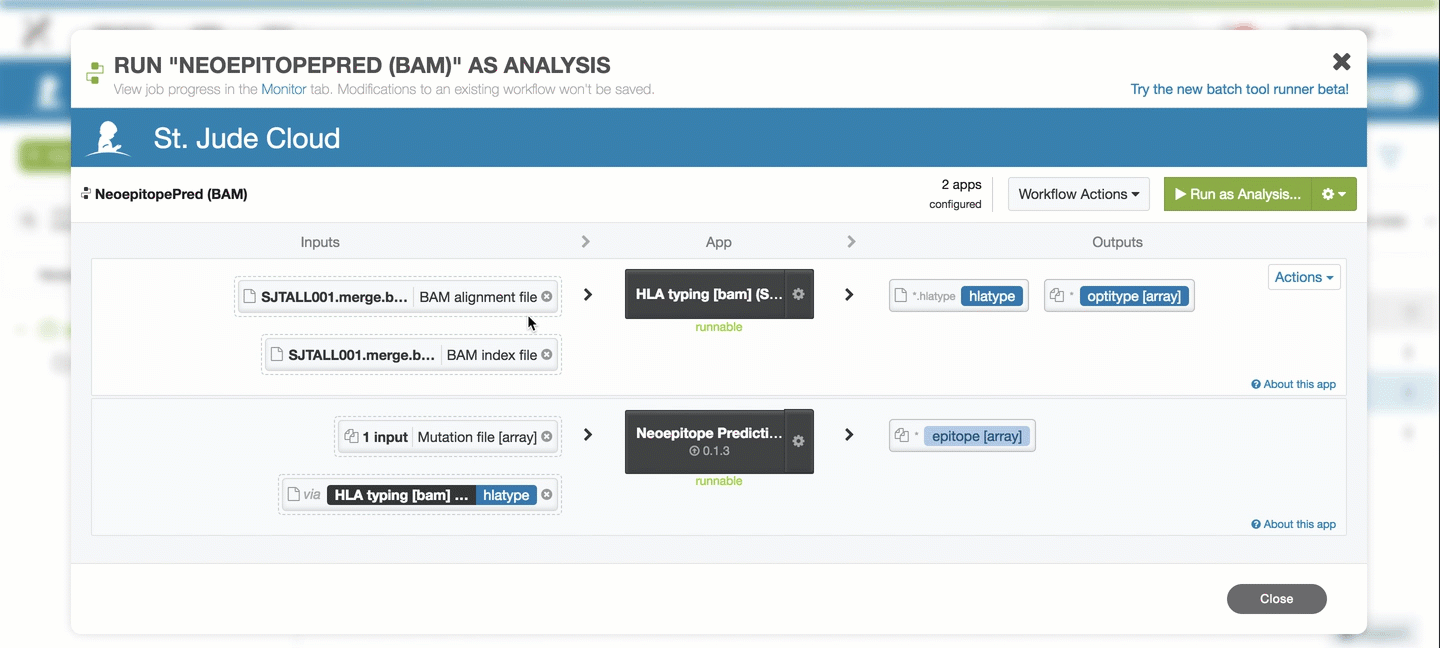 RUN "NEOEPITOPEPRED (BAM)" AS ANALYSIS
View job progress in the Monitor tab. Modifications to an existing workflow won't be saved.
Try the new batch tool runner beta!
St. Jude Cloud
NeoepitopePred (BAM)
2 apps
configured
Workflow Actions
Run as Analysis...
Inputs
App
Outputs
SJTALL001.merge.b... BAM alignment file
HLA typing [bam] (S...
runnable
*.hlatype hlatype
* optitype [array]
Actions
SJTALL001.merge.b... BAM index file
About this app
1 input Mutation file [array]
Neoepitope Predicti...
0.1.3
runnable
* epitope [array]
via HLA typing [bam] ... hlatype
About this app
Close